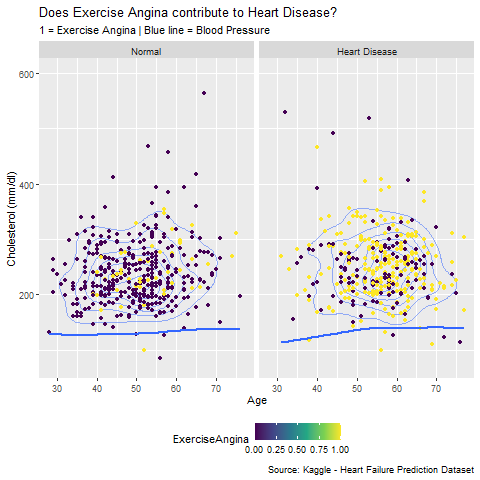 Does Exercise Angina contribute to Heart Disease?
1 = Exercise Angina | Blue line = Blood Pressure
Normal
Heart Disease
600
400
200
Cholesterol (mm/dl)
30 40 50 60 70
30 40 50 60 70
Age
ExerciseAngina
0.00 0.25 0.50 0.75 1.00
Source: Kaggle - Heart Failure Prediction Dataset